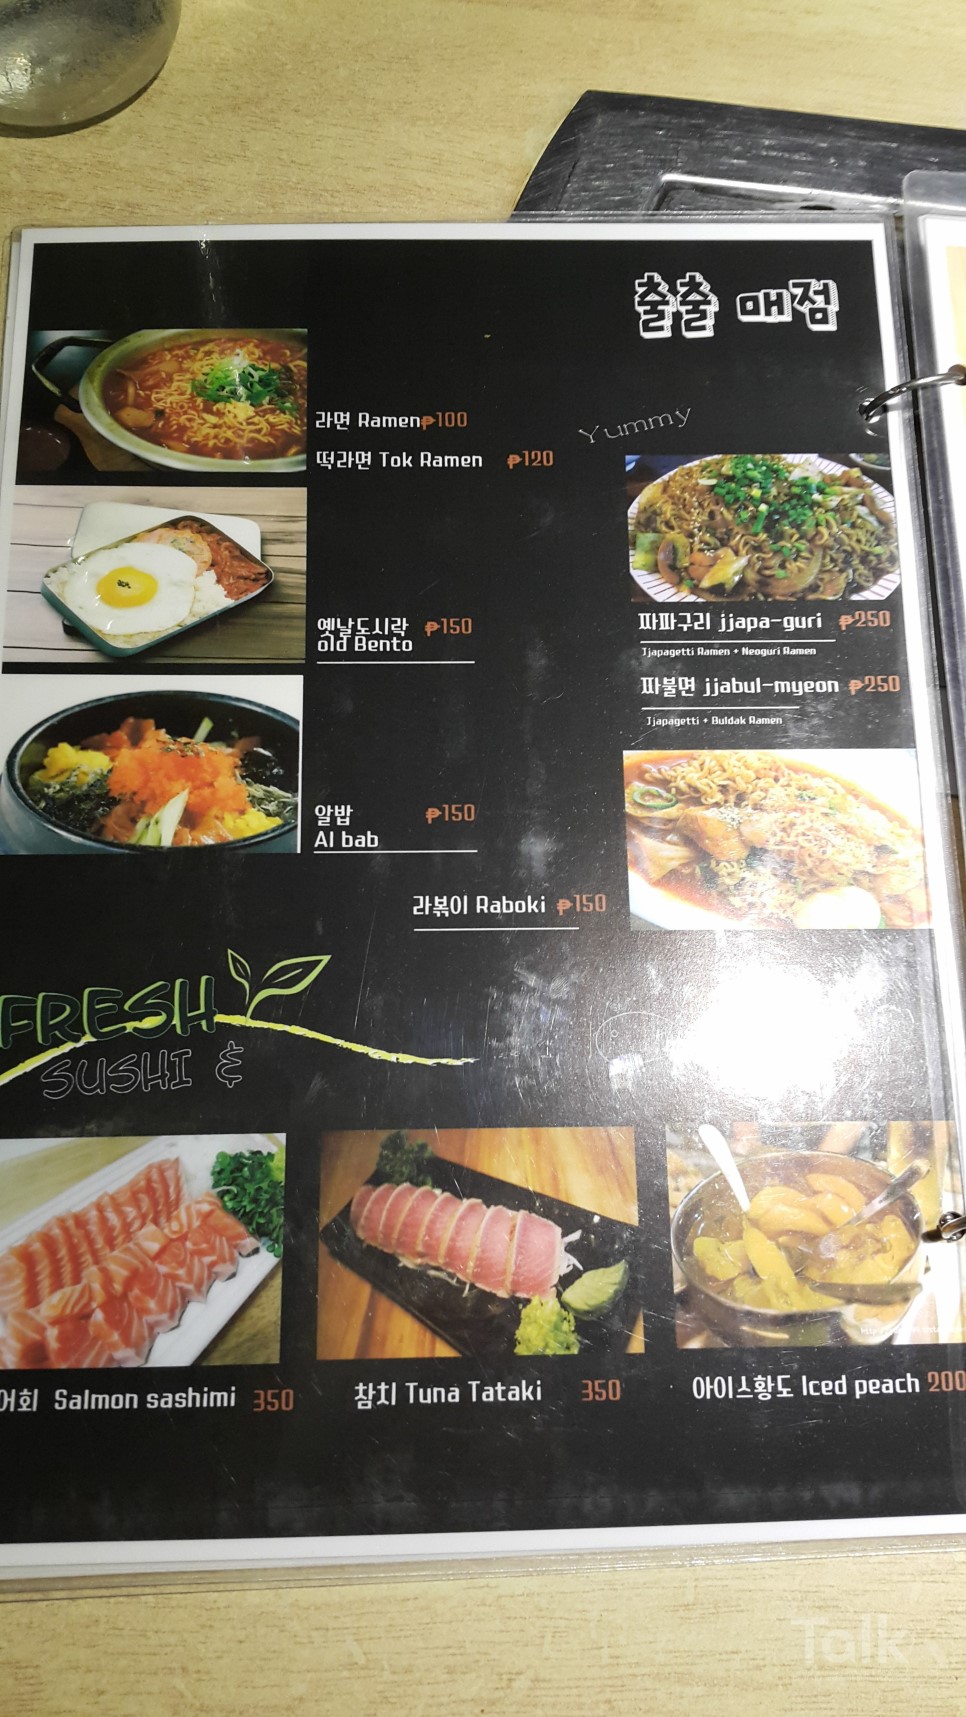 출출 매점
라면 Ramen ₱100
떡라면 Tok Ramen ₱120
Yummy
옛날도시락 ₱150
old Bento
짜파구리 jjapa-guri ₱250
Jjapagetti Ramen + Neoguri Ramen
짜불면 jjabul-myeon ₱250
Jjapagetti + Buldak Ramen
알밥 ₱150
Al bab
라볶이 Raboki ₱150
FRESH
SUSHI &
어회 Salmon sashimi 350
참치 Tuna Tataki 350
아이스황도 Iced peach 200
Talk